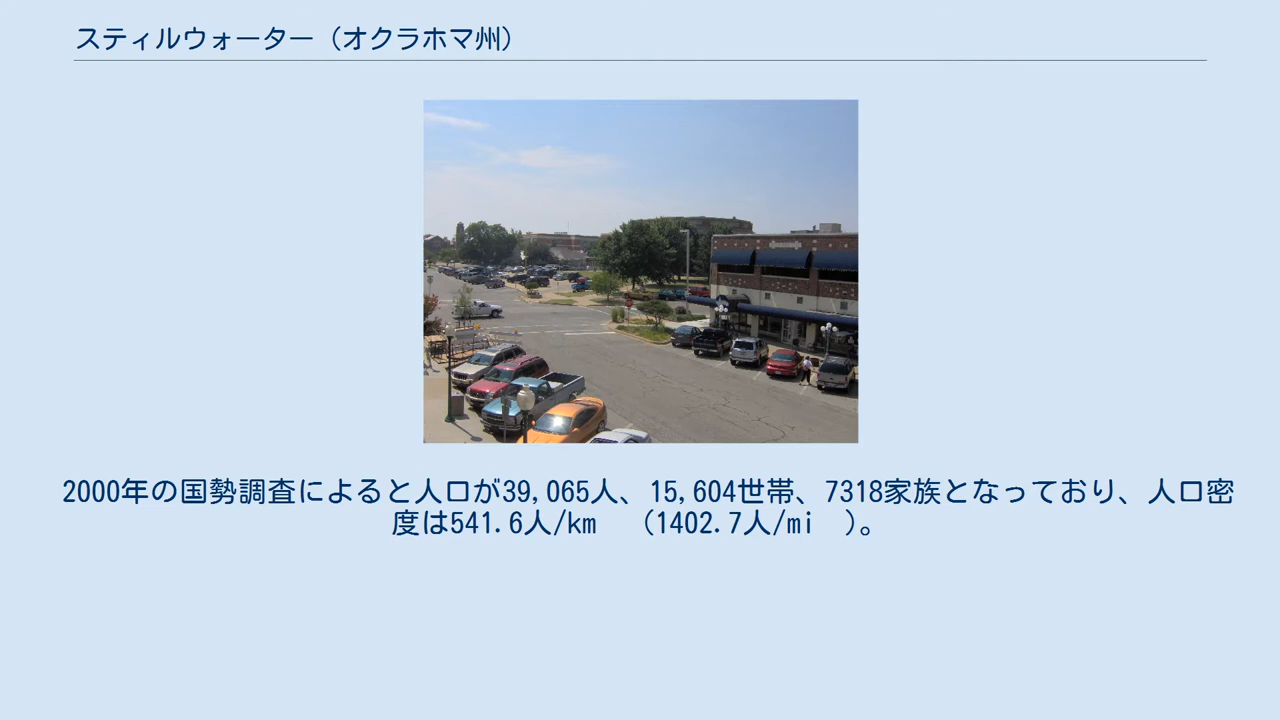 スティルウォーター（オクラホマ州）
2000年の国勢調査によると人口が39,065人、15,604世帯、7318家族となっており、人口密
度は541.6人/km　（1402.7人/mi　）。